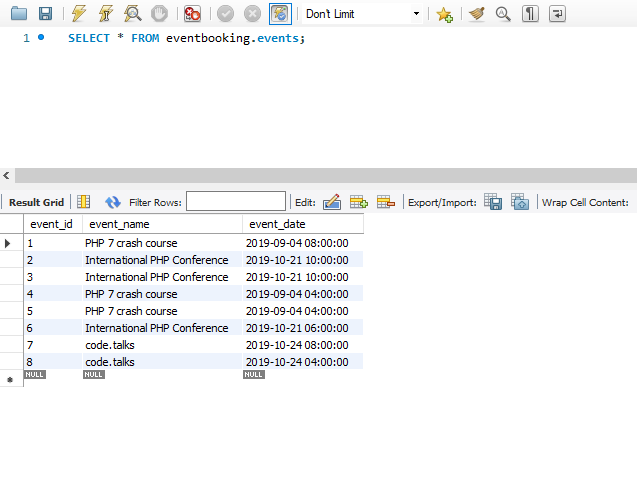 Don't Limit
1 SELECT * FROM eventbooking.events;
Result Grid Filter Rows: Edit: Export/Import: Wrap Cell Content:
event_id event_name event_date
1 PHP 7 crash course 2019-09-04 08:00:00
2 International PHP Conference 2019-10-21 10:00:00
3 International PHP Conference 2019-10-21 10:00:00
4 PHP 7 crash course 2019-09-04 04:00:00
5 PHP 7 crash course 2019-09-04 04:00:00
6 International PHP Conference 2019-10-21 06:00:00
7 code.talks 2019-10-24 08:00:00
8 code.talks 2019-10-24 04:00:00
NULL NULL NULL